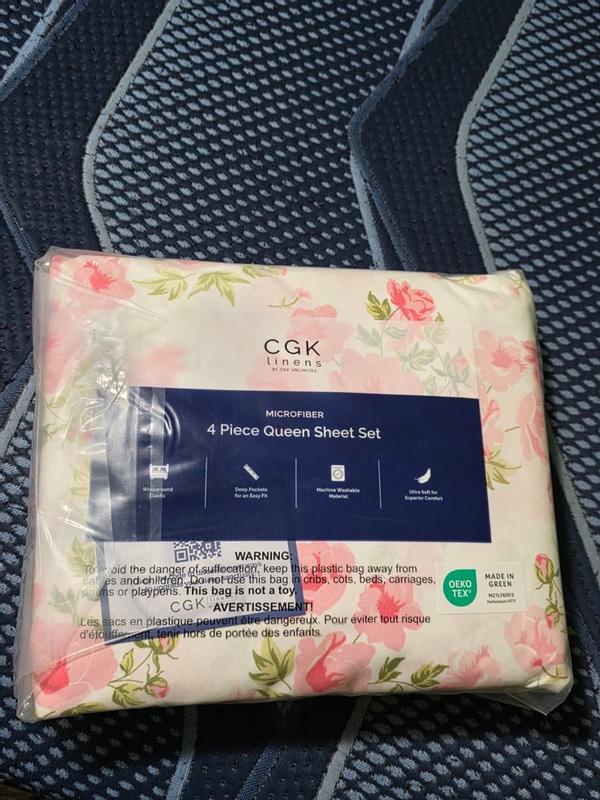 CGK
linens
BY CGK UNLIMITED
MICROFIBER
4 Piece Queen Sheet Set
Wraparound
Elastic
Deep Pockets
for an Easy Fit
Machine Washable
Material
Ultra Soft for
Superior Comfort
WARNING:
To avoid the danger of suffocation, keep this plastic bag away from
babies and children. Do not use this bag in cribs, cots, beds, carriages,
prams or playpens. This bag is not a toy.
CGK linens
AVERTISSEMENT!
Les sacs en plastique peuvent être dangereux. Pour éviter tout risque
d'étouffement, tenir hors de portée des enfants.
OEKO
TEX®
MADE IN
GREEN